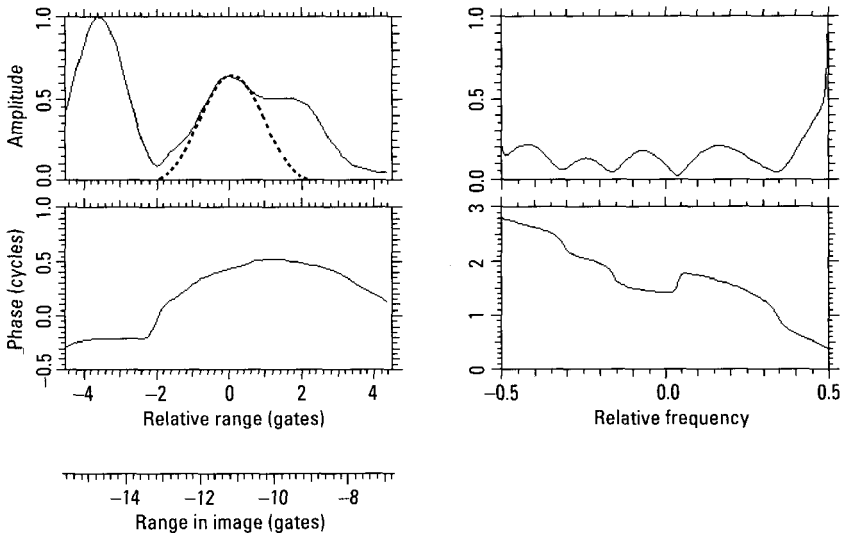 1.0
0.5
0.0
Amplitude
1.0
0.5
0.0
1.0
0.5
0.0
−0.5
Phase (cycles)
−4 −2 0 2 4
Relative range (gates)
3
2
1
0
−0.5 0.0 0.5
Relative frequency
−14 −12 −10 −8
Range in image (gates)